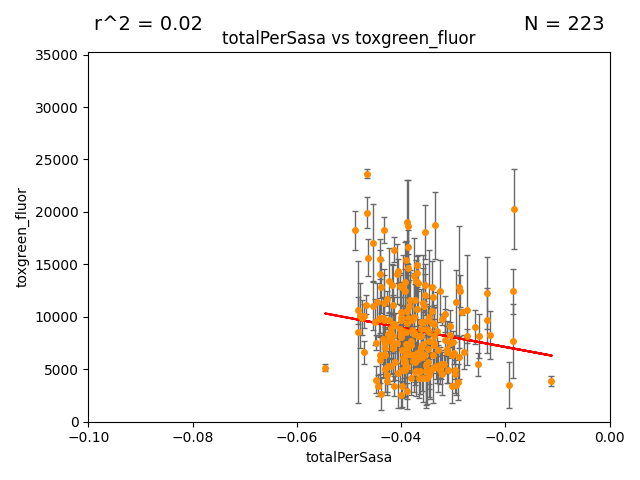 r^2 = 0.02
N = 223
totalPerSasa vs toxgreen_fluor
35000
30000
25000
20000
15000
10000
5000
0
toxgreen_fluor
−0.10
−0.08
−0.06
−0.04
−0.02
0.00
totalPerSasa